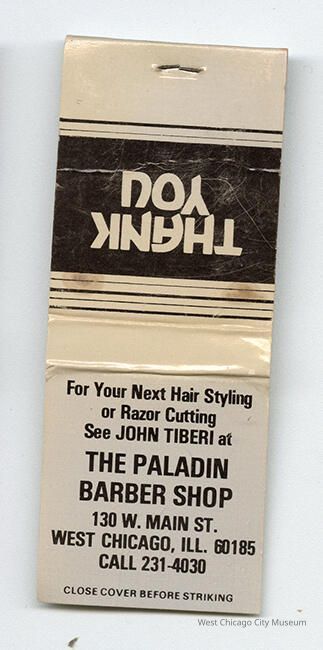 THANK
YOU
For Your Next Hair Styling
or Razor Cutting
See JOHN TIBERI at
THE PALADIN
BARBER SHOP
130 W. MAIN ST.
WEST CHICAGO, ILL. 60185
CALL 231-4030
CLOSE COVER BEFORE STRIKING
West Chicago City Museum